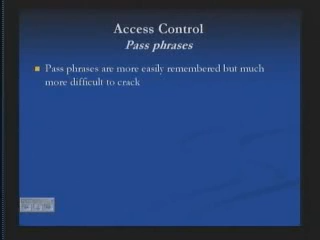 Access Control
Pass phrases
Pass phrases are more easily remembered but much
more difficult to crack